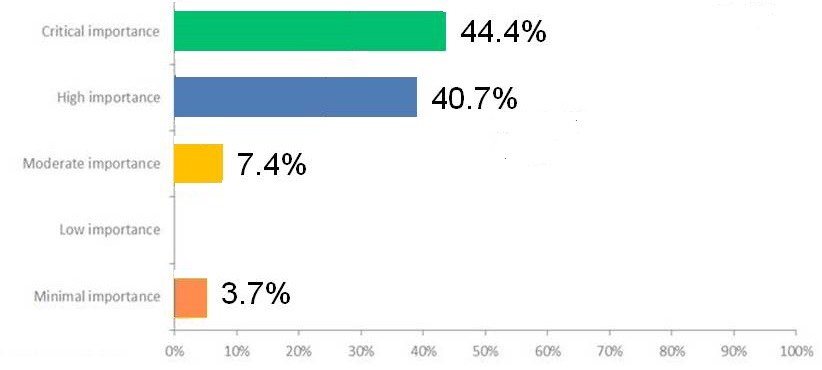 Critical importance 44.4%
High importance 40.7%
Moderate importance 7.4%
Low importance
Minimal importance 3.7%
0% 10% 20% 30% 40% 50% 60% 70% 80% 90% 100%